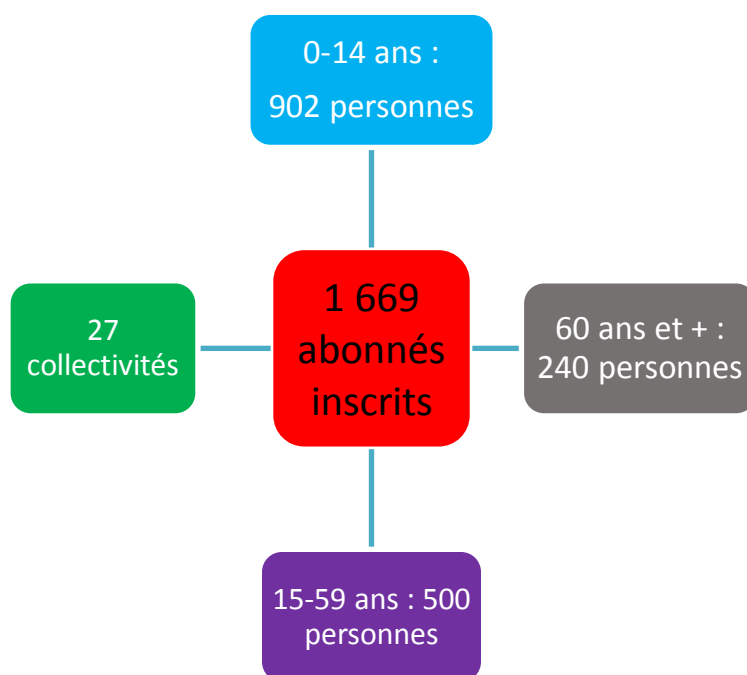 0-14 ans :
902 personnes
27
collectivités
1 669
abonnés
inscrits
60 ans et + :
240 personnes
15-59 ans : 500
personnes